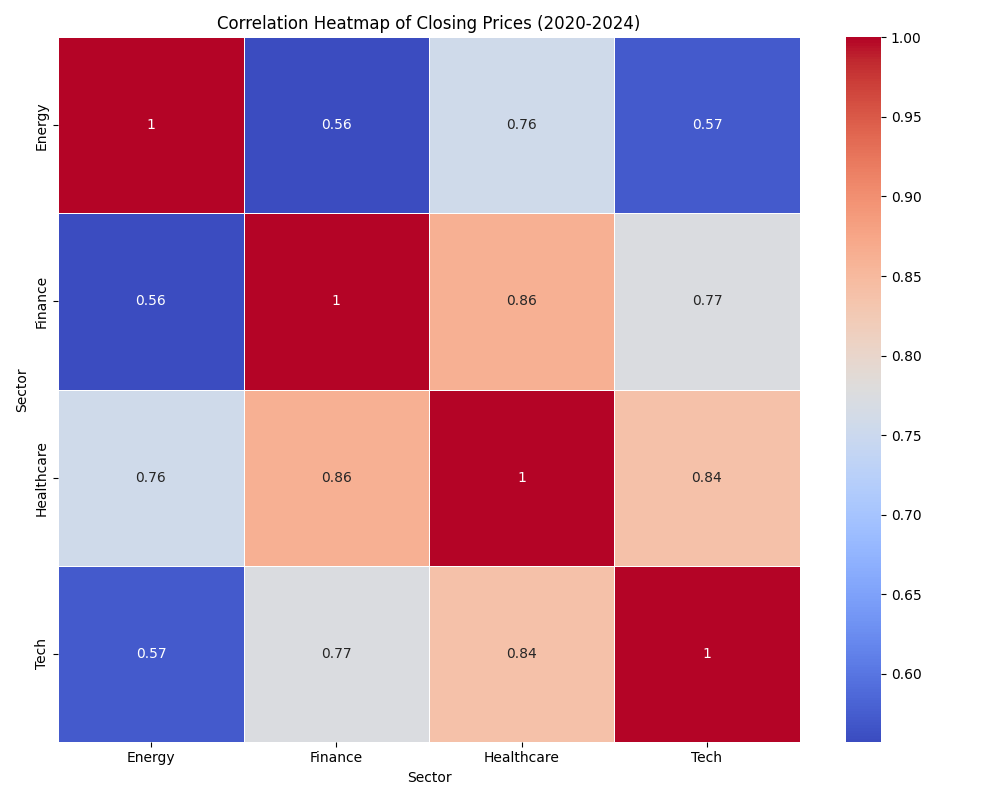 Correlation Heatmap of Closing Prices (2020-2024)
Sector
Energy
1 0.56 0.76 0.57
Finance
0.56 1 0.86 0.77
Healthcare
0.76 0.86 1 0.84
Tech
0.57 0.77 0.84 1
Energy Finance Healthcare Tech
Sector
1.00
0.95
0.90
0.85
0.80
0.75
0.70
0.65
0.60